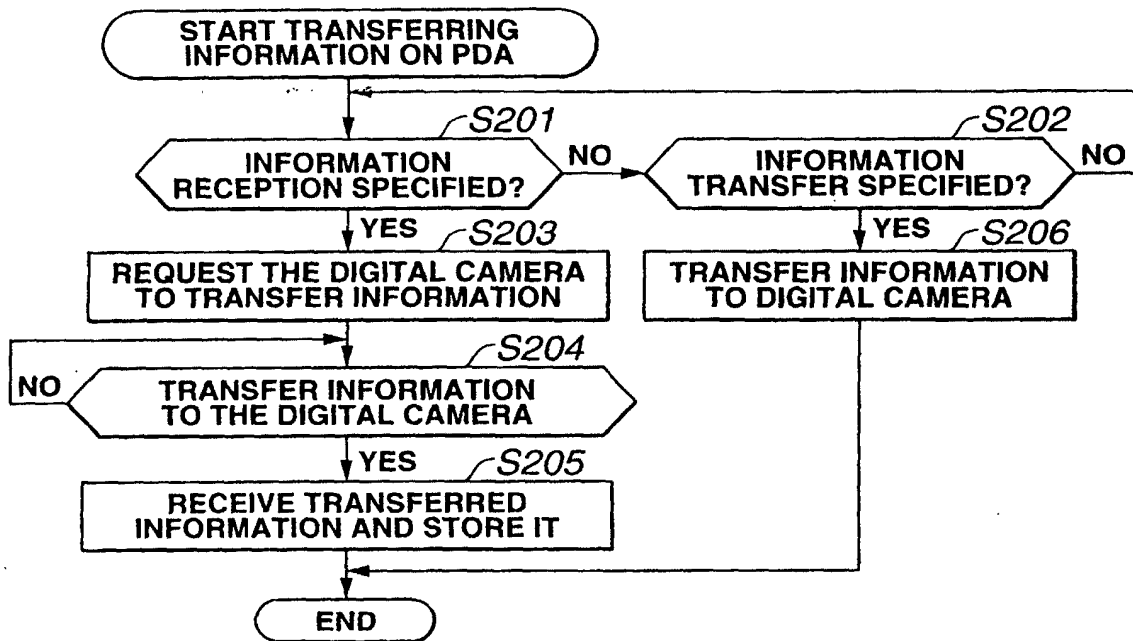 START TRANSFERRING
INFORMATION ON PDA
S201
INFORMATION
RECEPTION SPECIFIED?
NO
S202
INFORMATION
TRANSFER SPECIFIED?
NO
YES
S203
REQUEST THE DIGITAL CAMERA
TO TRANSFER INFORMATION
YES
S206
TRANSFER INFORMATION
TO DIGITAL CAMERA
S204
NO
TRANSFER INFORMATION
TO THE DIGITAL CAMERA
YES
S205
RECEIVE TRANSFERRED
INFORMATION AND STORE IT
END